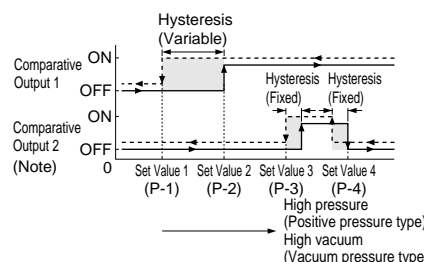 Hysteresis
(Variable)
Comparative
Output 1
ON
OFF
Hysteresis
(Fixed)
Hysteresis
(Fixed)
Comparative
Output 2
(Note)
ON
OFF
0
Set Value 1
(P-1)
Set Value 2
(P-2)
Set Value 3
(P-3)
Set Value 4
(P-4)
High pressure
(Positive pressure type)
High vacuum
(Vacuum pressure type)